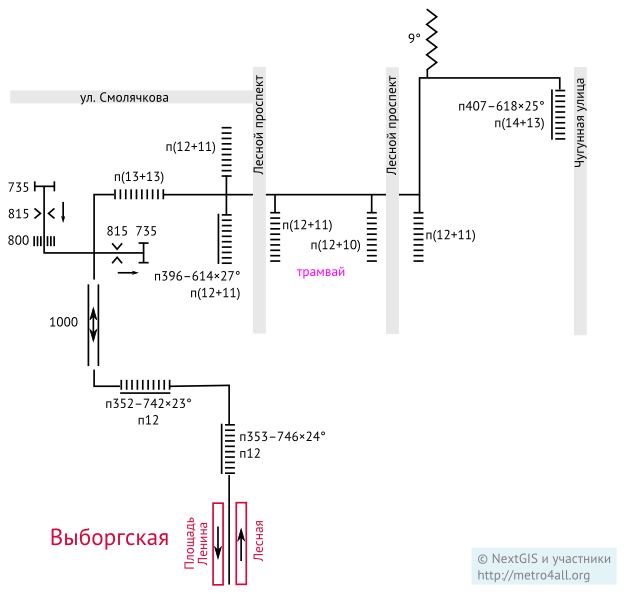 9°
ул. Смолячкова
Лесной проспект
Лесной проспект
Чугунная улица
п407–618×25°
п(14+13)
п(12+11)
п(13+13)
735
815
800
815
735
п396–614×27°
п(12+11)
п(12+11)
п(12+10)
п(12+11)
трамвай
1000
п352–742×23°
п12
п353–746×24°
п12
Выборгская
Площадь
Ленина
Лесная
© NextGIS и участники
http://metro4all.org